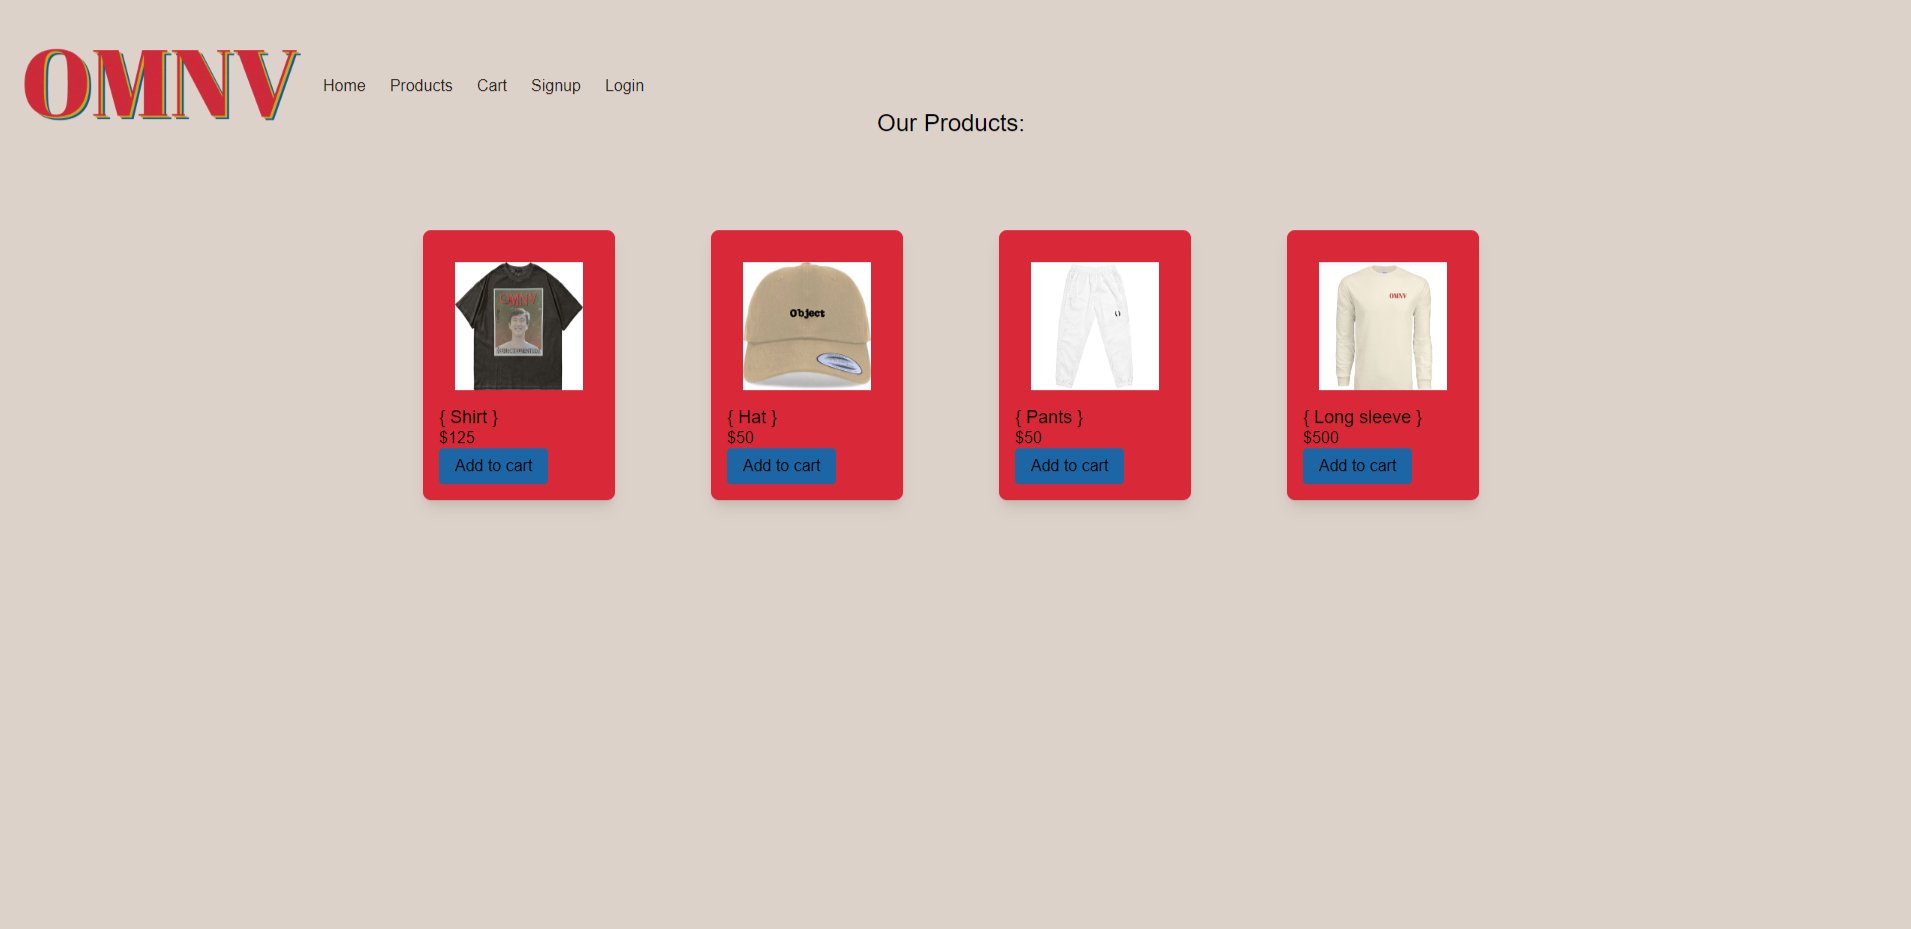 OMNV
Home Products Cart Signup Login
Our Products:
OMNV
Object
OMNV
{ Shirt }
$125
Add to cart
{ Hat }
$50
Add to cart
{ Pants }
$50
Add to cart
{ Long sleeve }
$500
Add to cart